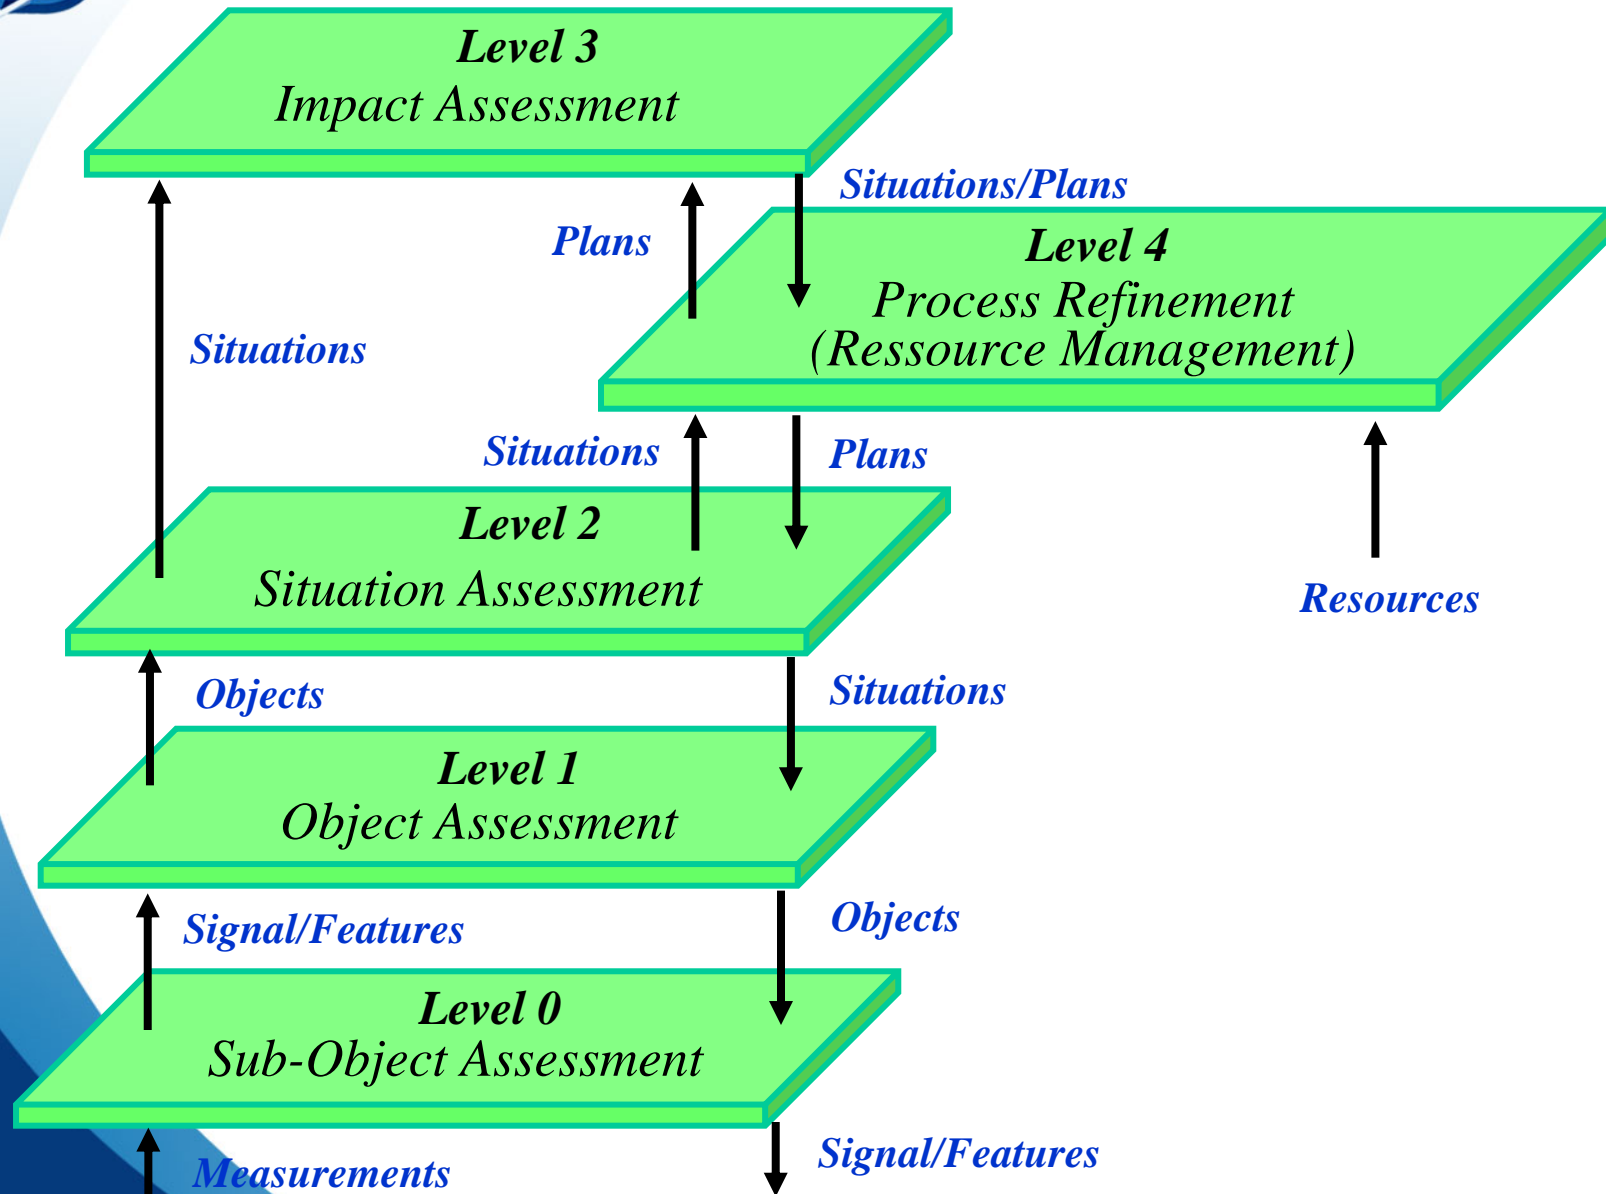 Level 3
Impact Assessment
Situations/Plans
Plans
Level 4
Process Refinement
(Ressource Management)
Situations
Situations
Plans
Level 2
Situation Assessment
Resources
Objects
Situations
Level 1
Object Assessment
Signal/Features
Objects
Level 0
Sub-Object Assessment
Measurements
Signal/Features